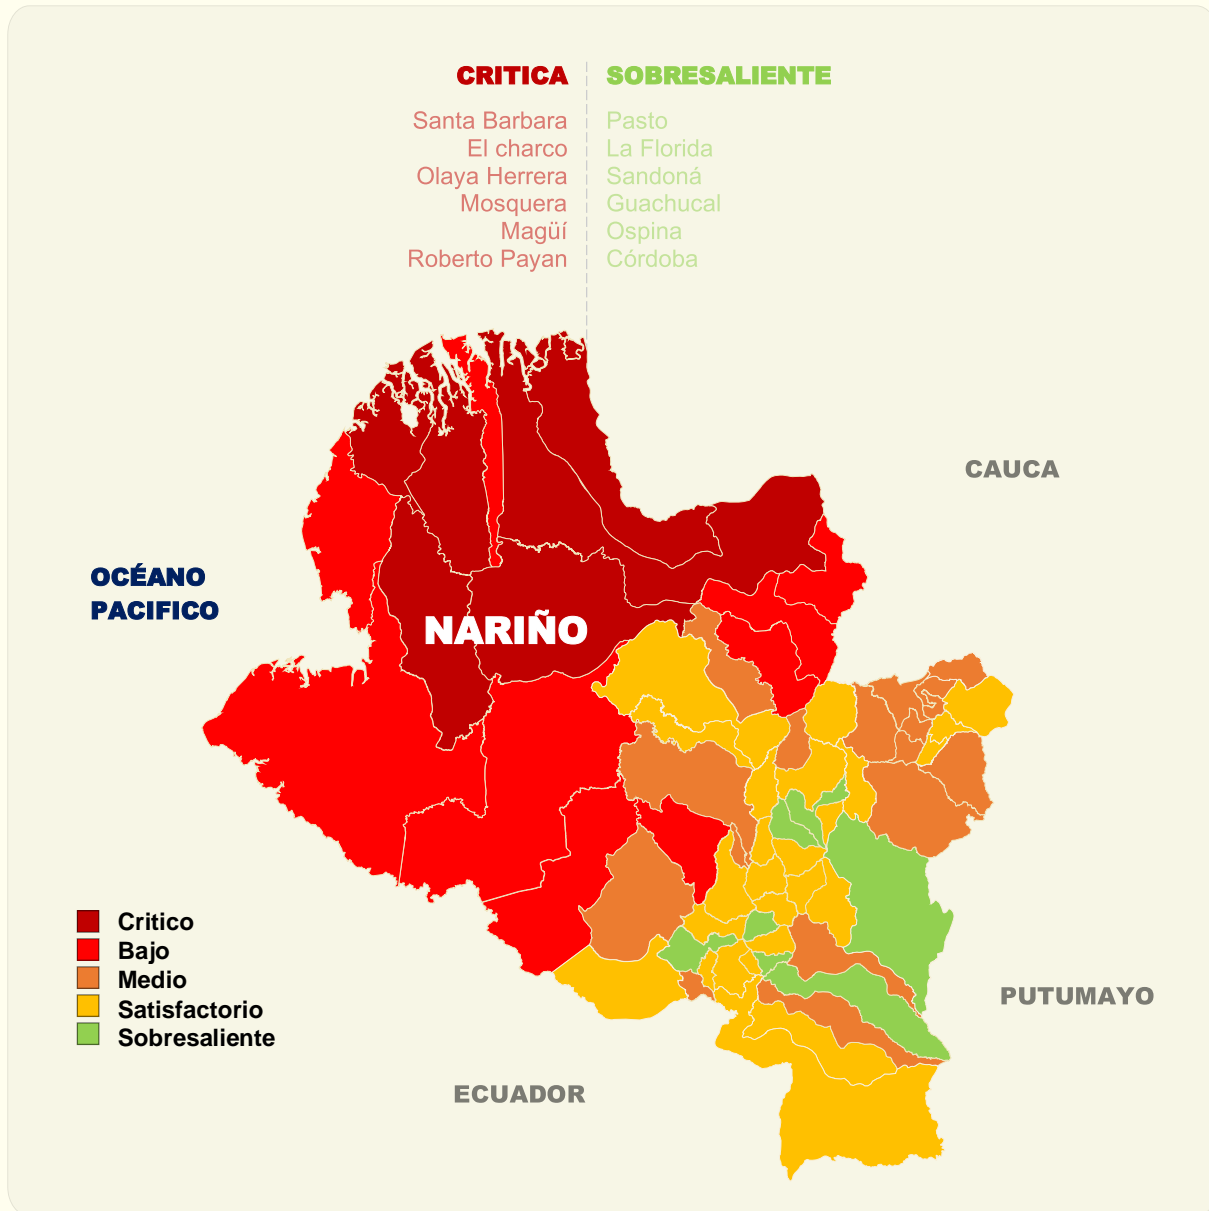 CRITICA
Santa Barbara
El charco
Olaya Herrera
Mosquera
Magüí
Roberto Payan
SOBRESALIENTE
Pasto
La Florida
Sandoná
Guachucal
Ospina
Córdoba
CAUCA
OCÉANO
PACIFICO
NARIÑO
Critico
Bajo
Medio
Satisfactorio
Sobresaliente
PUTUMAYO
ECUADOR